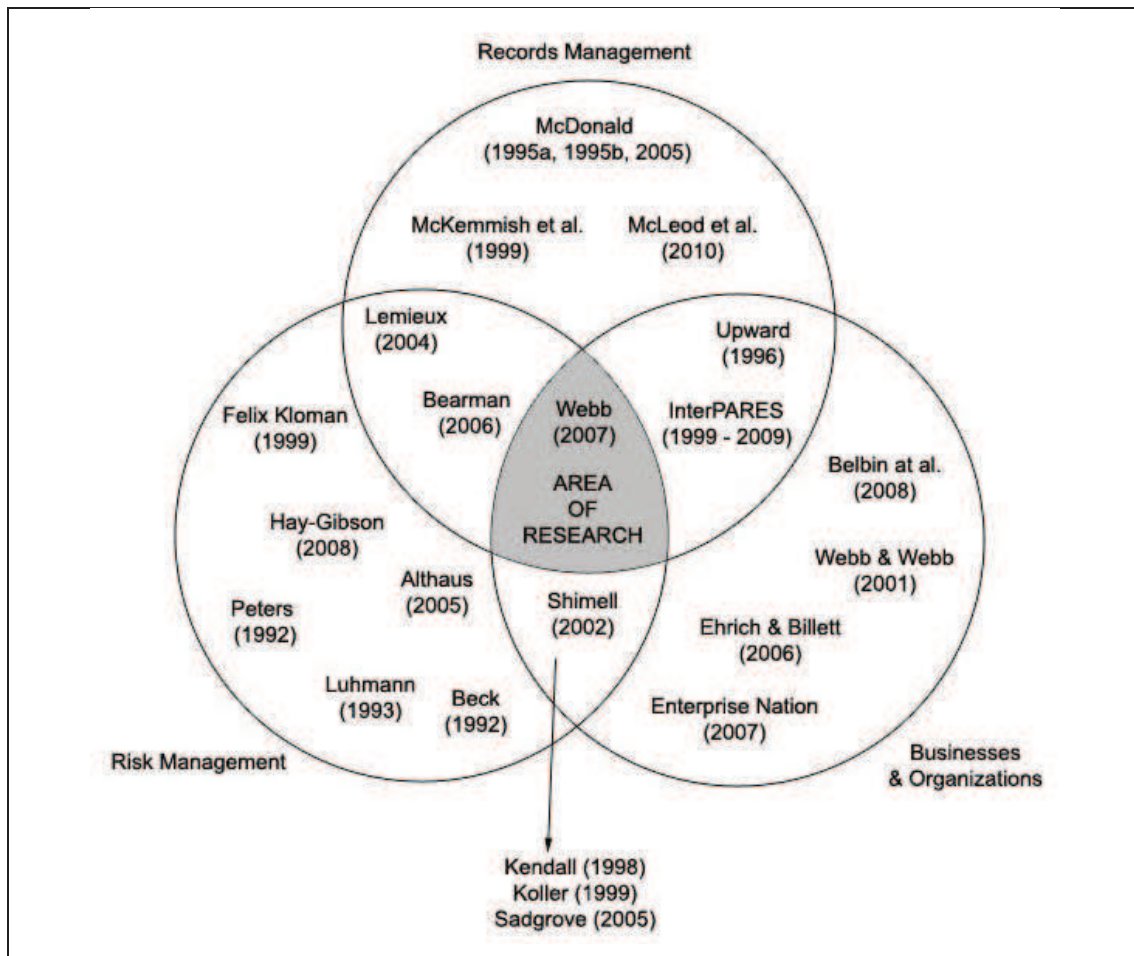 Records Management
McDonald
(1995a, 1995b, 2005)
McKemmish et al.
(1999)
McLeod et al.
(2010)
Lemieux
(2004)
Upward
(1996)
Bearman
(2006)
Webb
(2007)
InterPARES
(1999 - 2009)
Felix Kloman
(1999)
Belbin at al.
(2008)
AREA
OF
RESEARCH
Hay-Gibson
(2008)
Webb & Webb
(2001)
Althaus
(2005)
Shimell
(2002)
Peters
(1992)
Ehrich & Billett
(2006)
Luhmann
(1993)
Beck
(1992)
Enterprise Nation
(2007)
Risk Management
Businesses
& Organizations
Kendall (1998)
Koller (1999)
Sadgrove (2005)